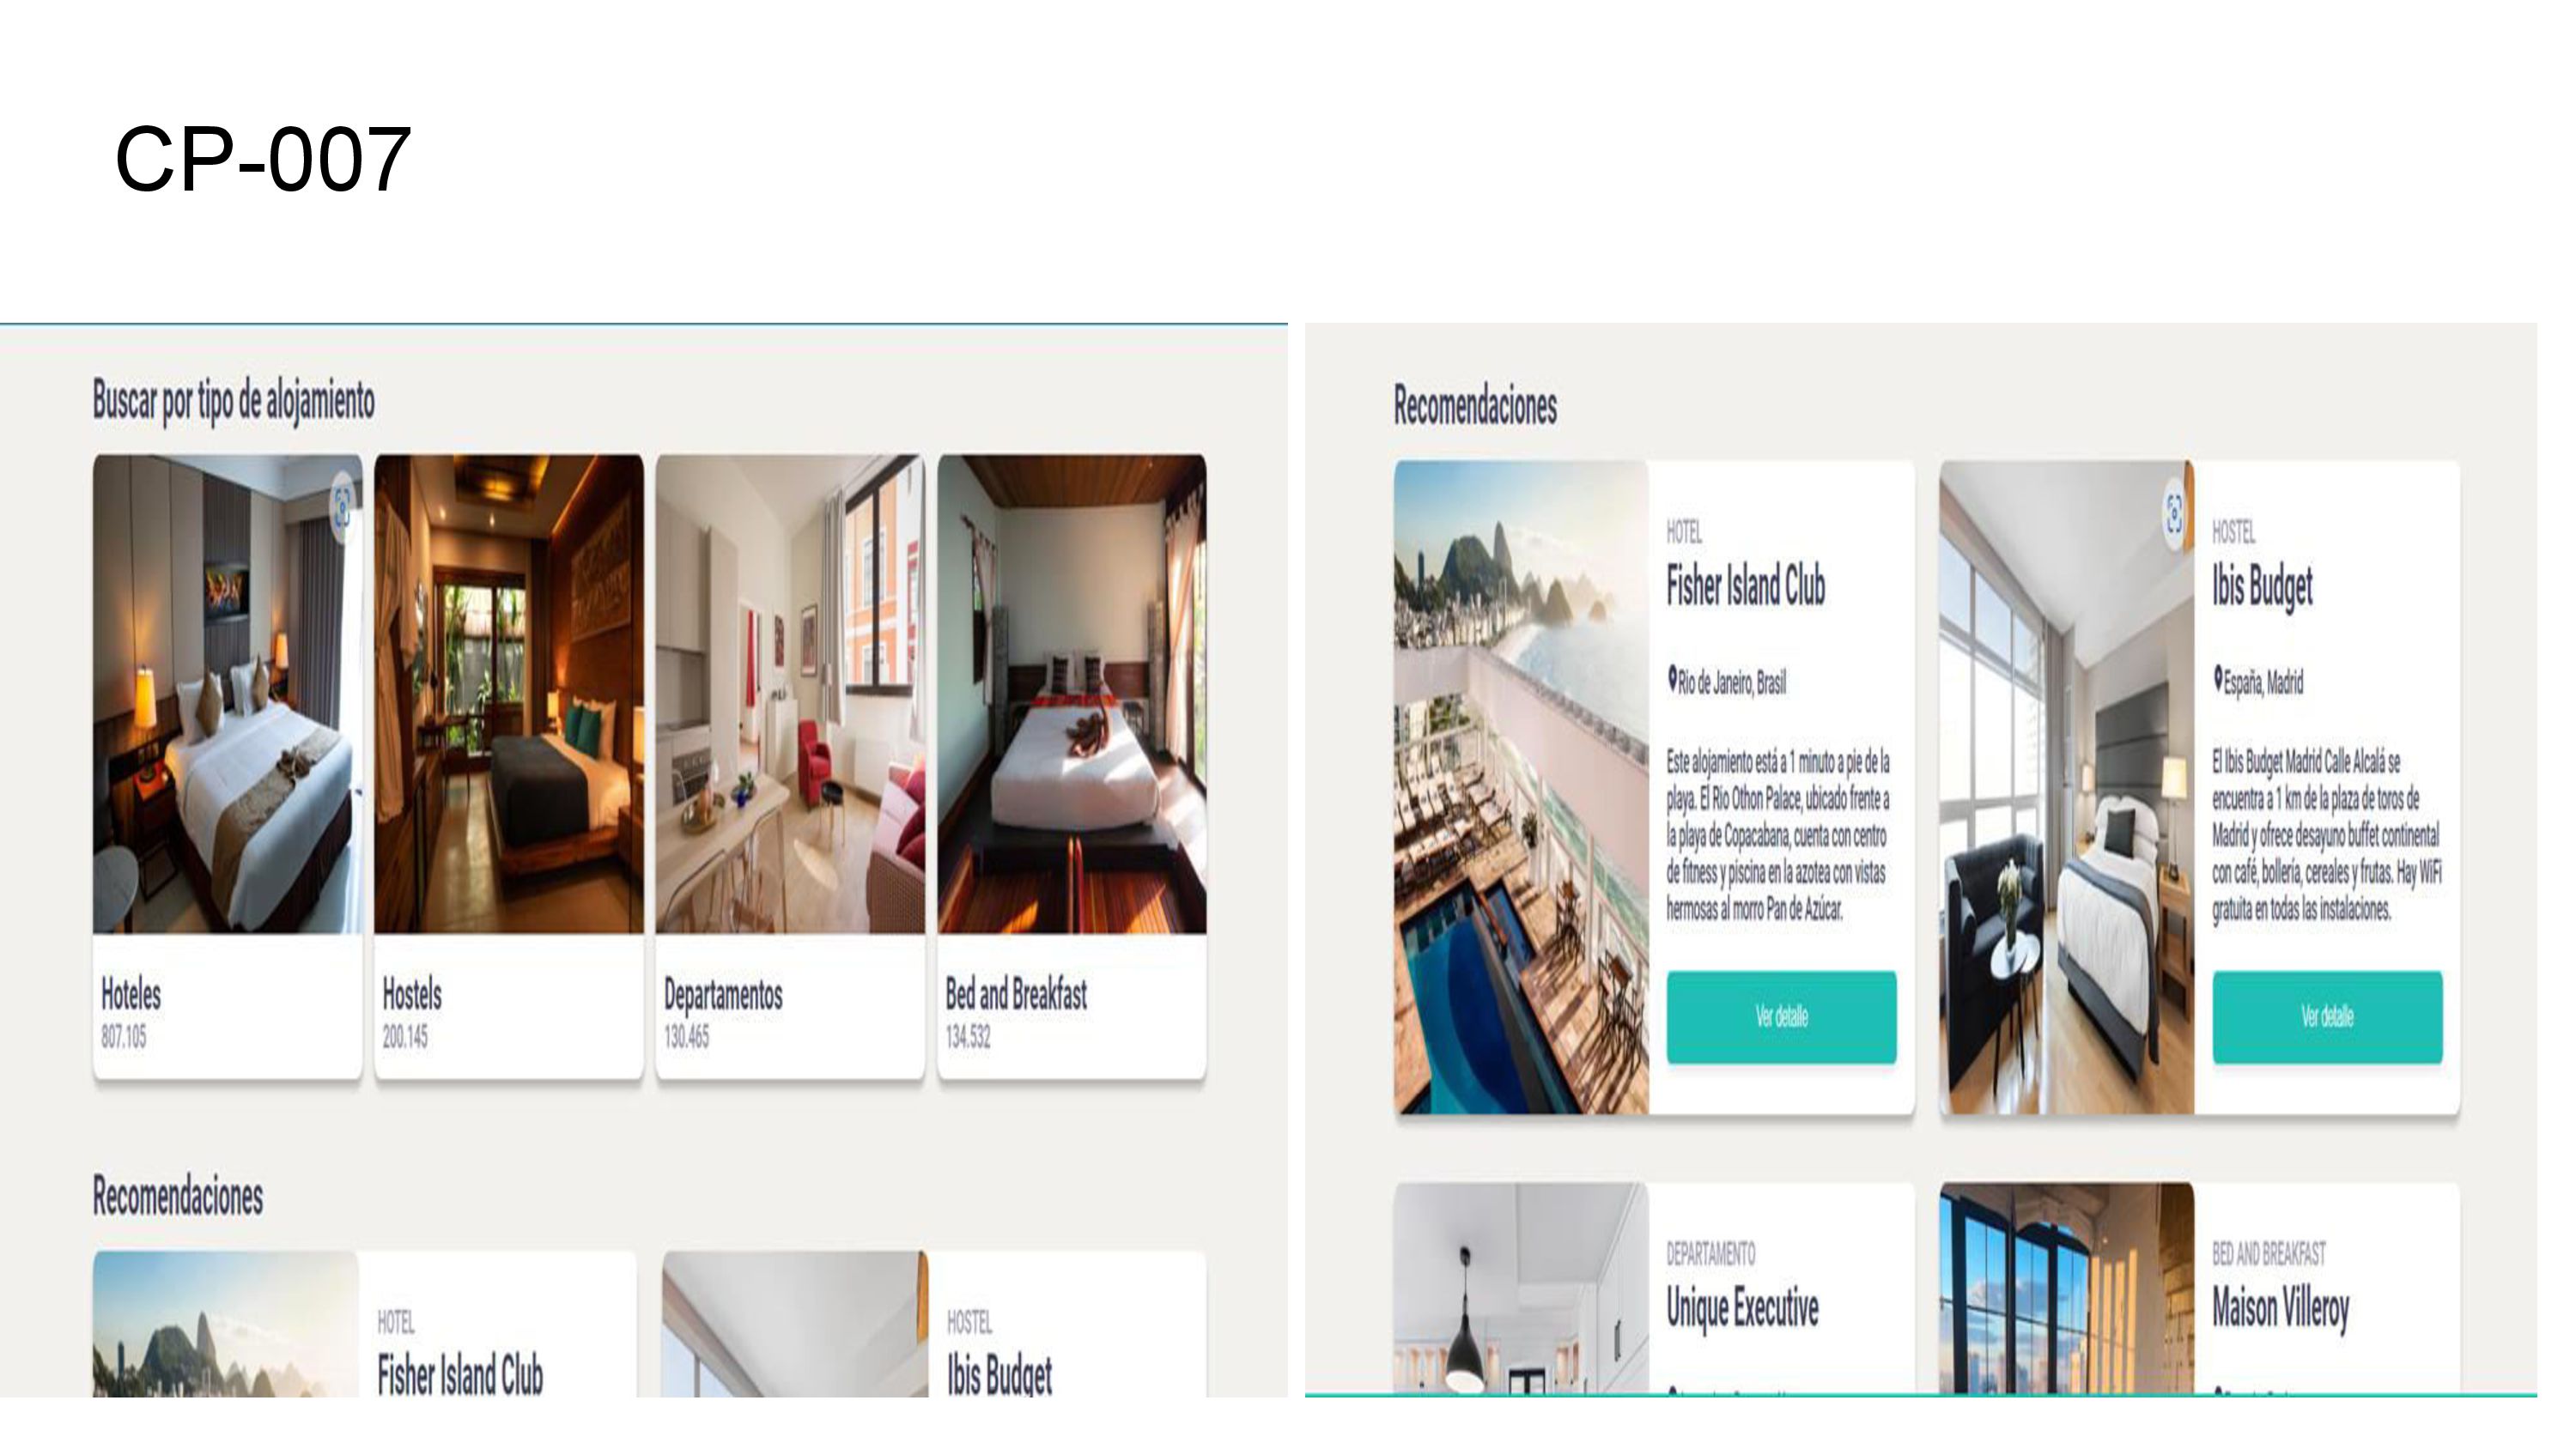 CP-007
Buscar por tipo de alojamiento
Hoteles
807.105
Hostels
200.145
Departamentos
130.465
Bed and Breakfast
134.532
Recomendaciones
HOTEL
Fisher Island Club
HOSTEL
Ibis Budget
Recomendaciones
HOTEL
Fisher Island Club
Rio de Janeiro, Brasil
Este alojamiento está a 1 minuto a pie de la
playa. El Rio Othon Palace, ubicado frente a
la playa de Copacabana, cuenta con centro
de fitness y piscina en la azotea con vistas
hermosas al morro Pan de Azúcar.
Ver detalle
HOSTEL
Ibis Budget
España, Madrid
El Ibis Budget Madrid Calle Alcalá se
encuentra a 1 km de la plaza de toros de
Madrid y ofrece desayuno buffet continental
con café, bollería, cereales y frutas. Hay WiFi
gratuita en todas las instalaciones.
Ver detalle
DEPARTAMENTO
Unique Executive
BED AND BREAKFAST
Maison Villeroy